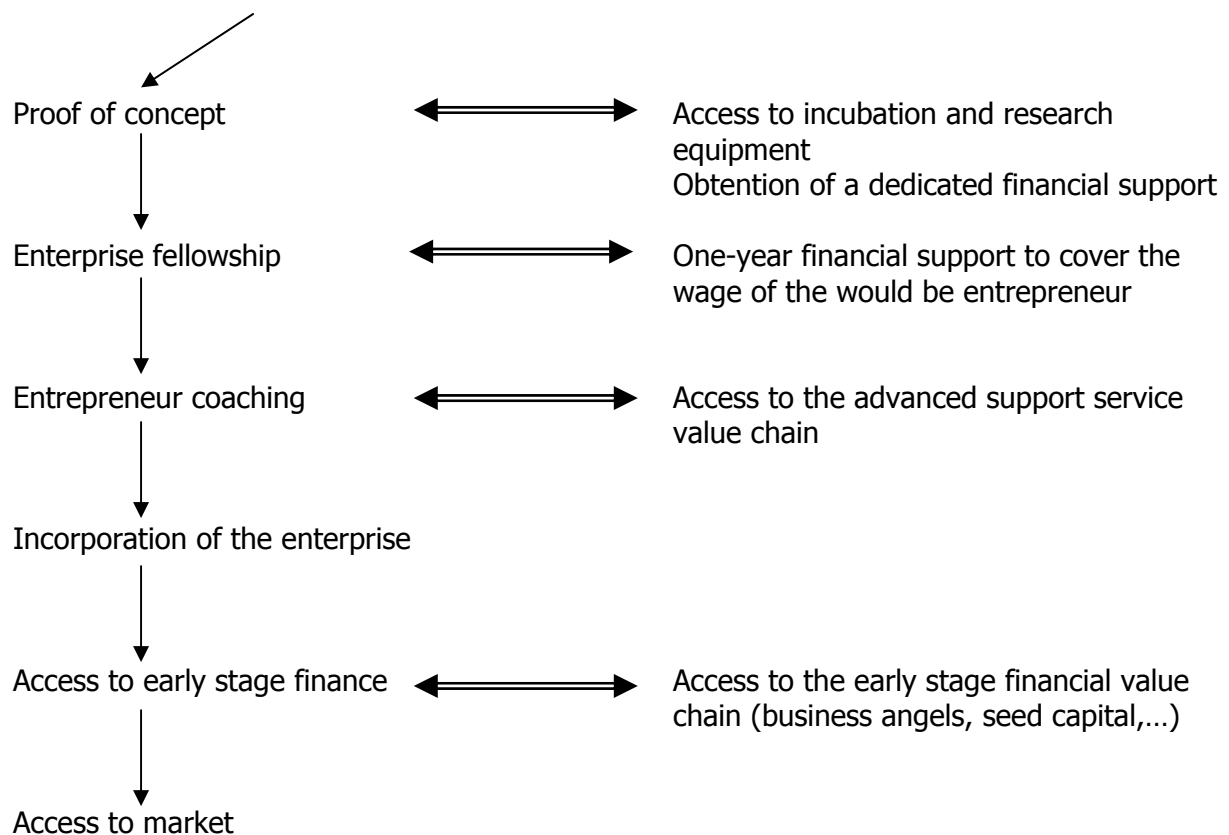 Proof of concept
Access to incubation and research
equipment
Obtention of a dedicated financial support
Enterprise fellowship
One-year financial support to cover the
wage of the would be entrepreneur
Entrepreneur coaching
Access to the advanced support service
value chain
Incorporation of the enterprise
Access to early stage finance
Access to the early stage financial value
chain (business angels, seed capital,…)
Access to market